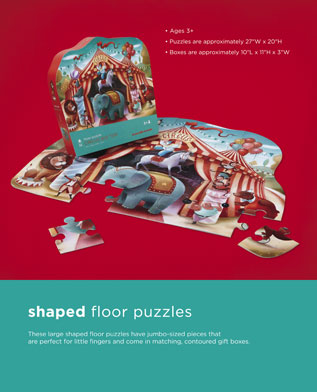 • Ages 3+
• Puzzles are approximately 27"W x 20"H
• Boxes are approximately 10"L x 11"H x 3"W
shaped floor puzzles
These large shaped floor puzzles have jumbo-sized pieces that
are perfect for little fingers and come in matching, contoured gift boxes.